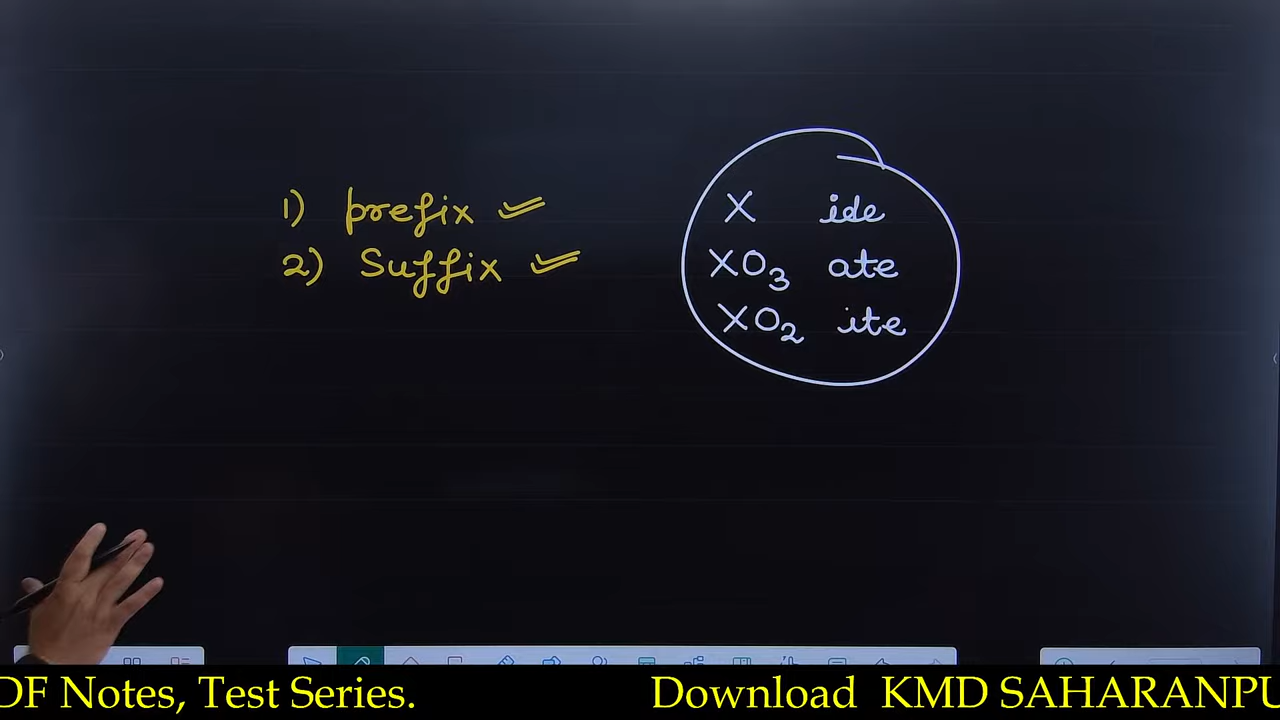 1) prefix
2) Suffix
X ide
XO₃ ate
XO₂ ite
DF Notes, Test Series. Download KMD SAHARANPU